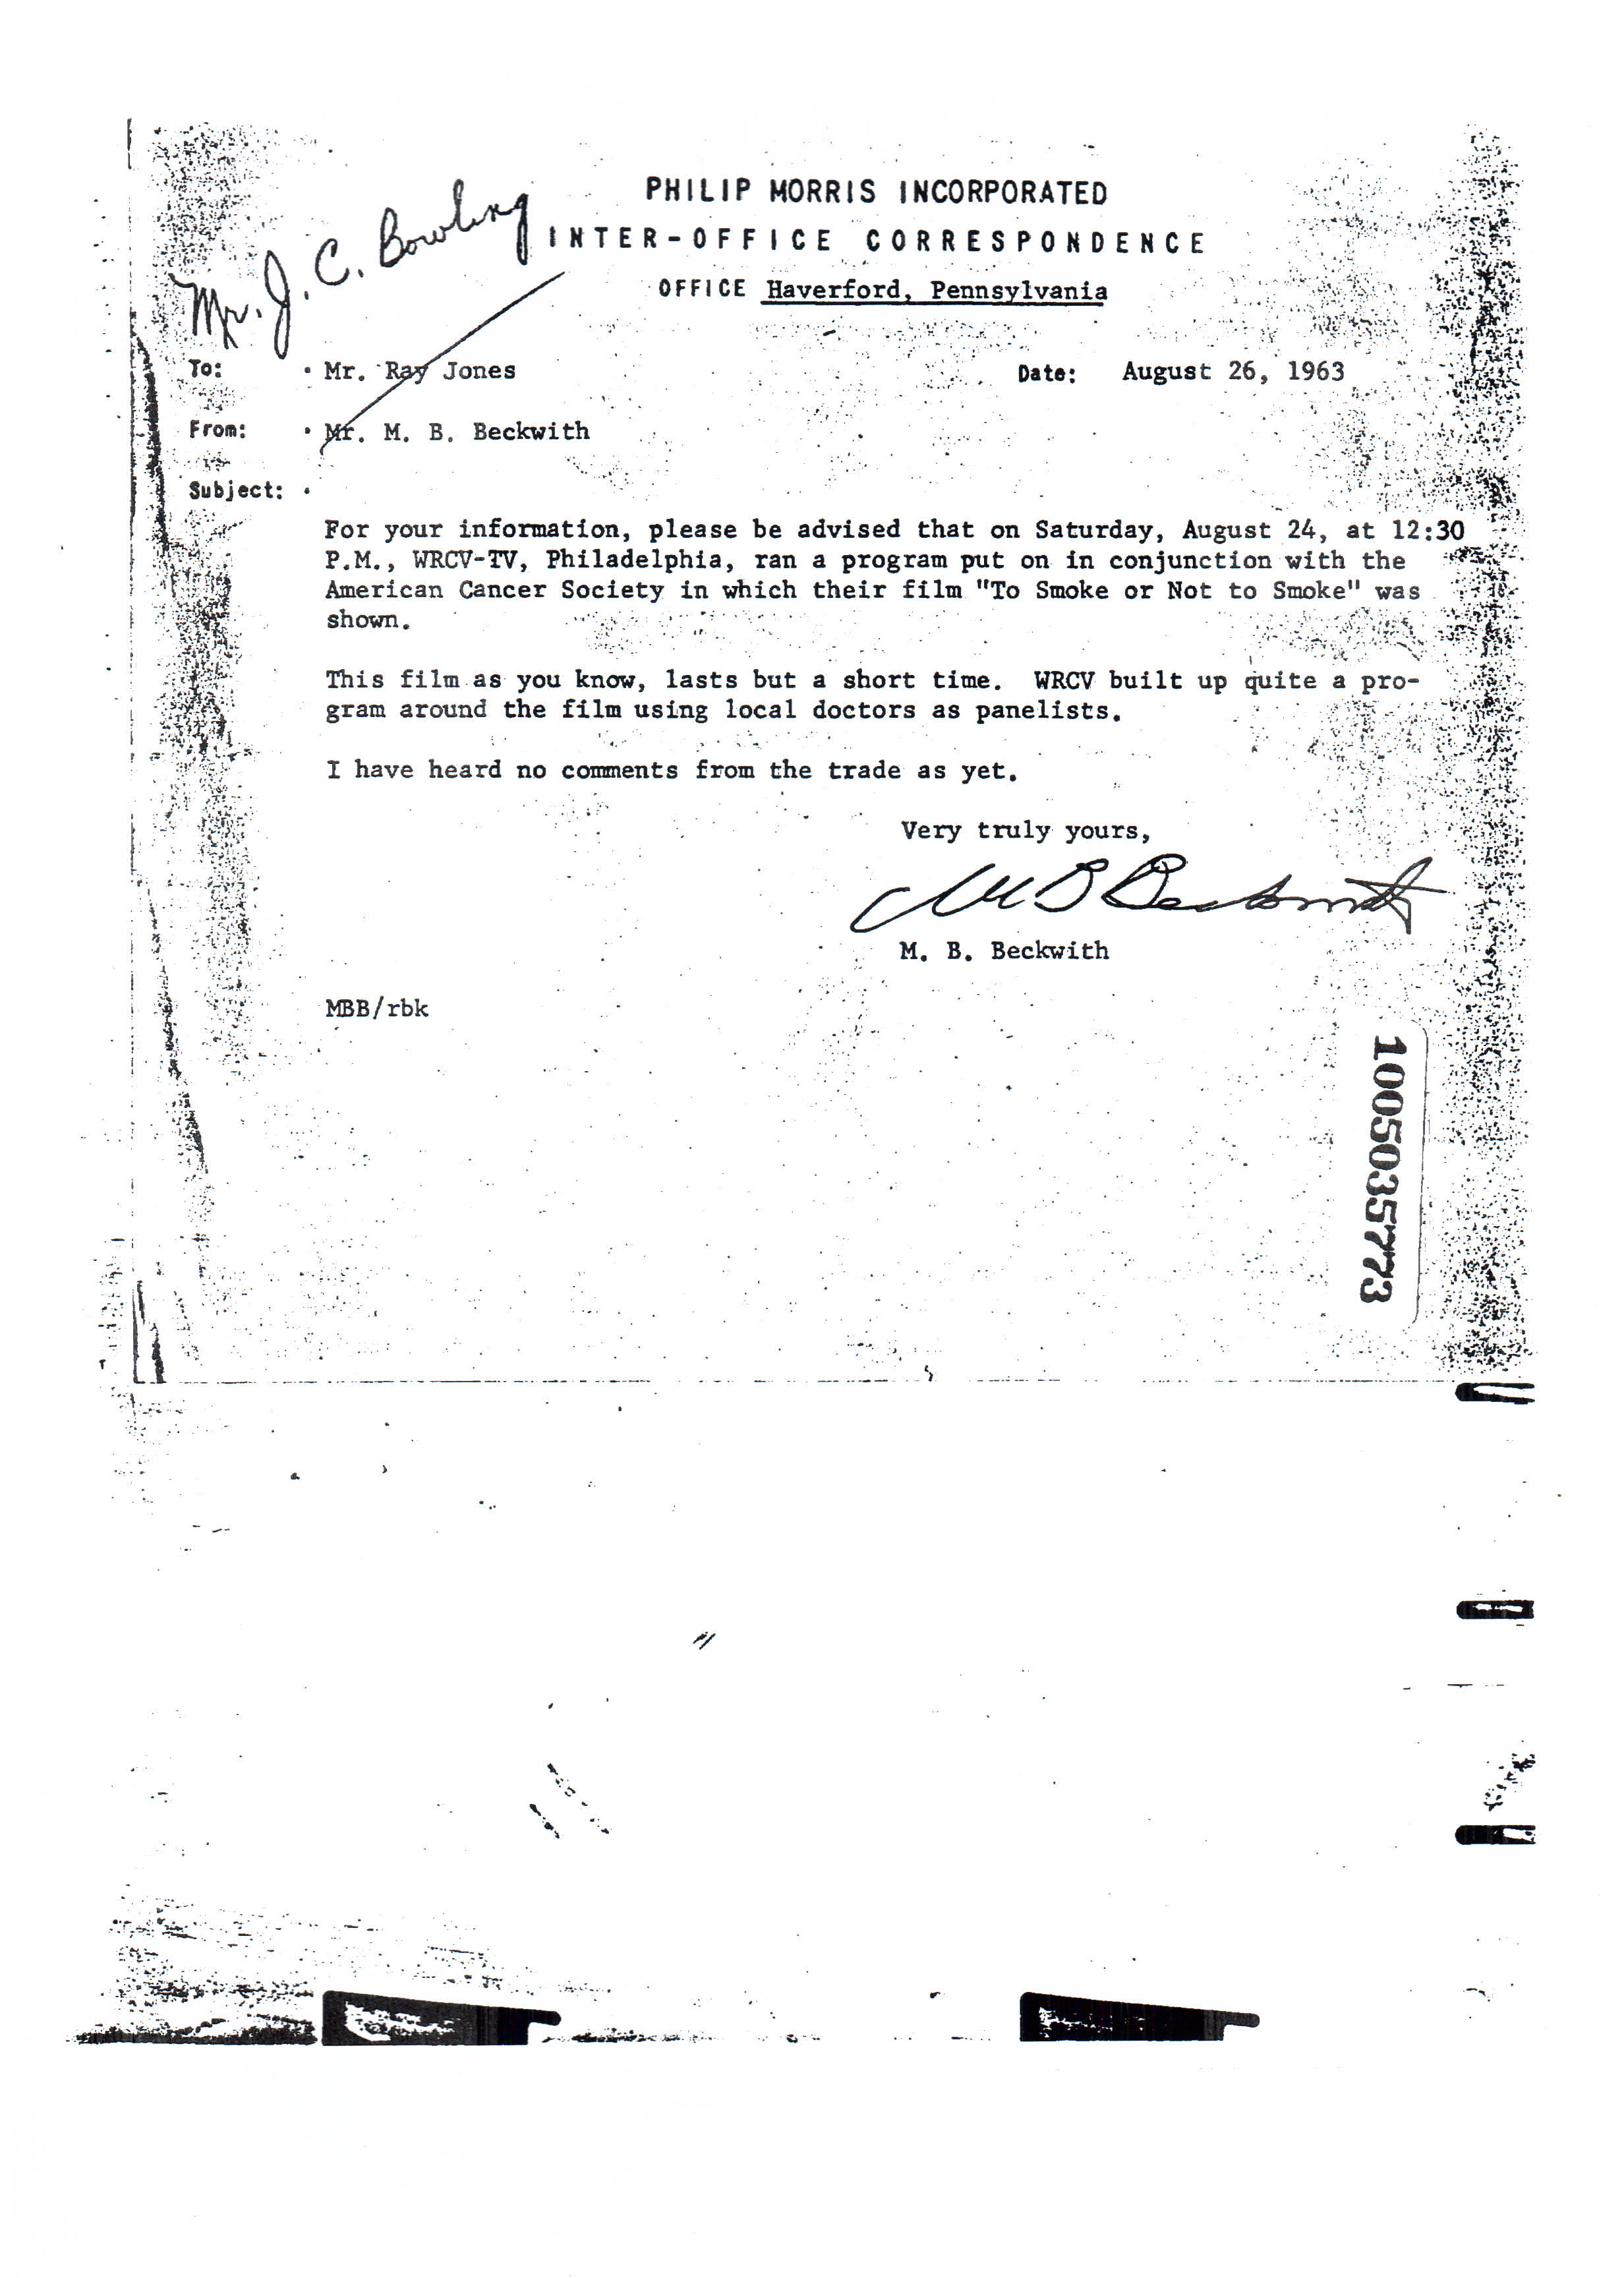 PHILIP MORRIS INCORPORATED
Mr. J. C. Bowling
INTER-OFFICE CORRESPONDENCE
OFFICE Haverford, Pennsylvania
To: Mr. Ray Jones Date: August 26, 1963
From: Mr. M. B. Beckwith
Subject:
For your information, please be advised that on Saturday, August 24, at 12:30
P.M., WRCV-TV, Philadelphia, ran a program put on in conjunction with the
American Cancer Society in which their film "To Smoke or Not to Smoke" was
shown.
This film as you know, lasts but a short time. WRCV built up quite a pro-
gram around the film using local doctors as panelists.
I have heard no comments from the trade as yet.
Very truly yours,
M B Beckwith
M. B. Beckwith
MBB/rbk
1005035773